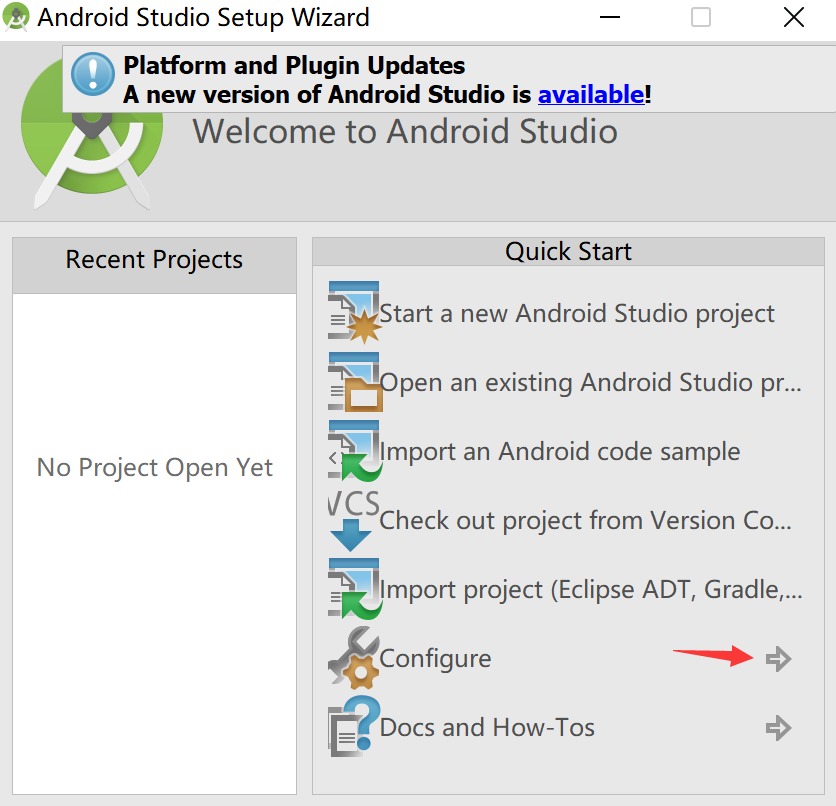 Android Studio Setup Wizard
Platform and Plugin Updates
A new version of Android Studio is available!
Welcome to Android Studio
Recent Projects
No Project Open Yet
Quick Start
Start a new Android Studio project
Open an existing Android Studio pr...
Import an Android code sample
VCS
Check out project from Version Co...
Import project (Eclipse ADT, Gradle,...
Configure
Docs and How-Tos